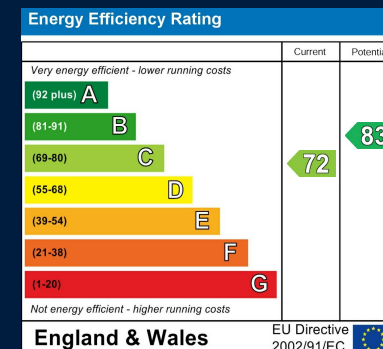 Energy Efficiency Rating
Current Potentia
Very energy efficient - lower running costs
(92 plus) A
(81-91) B
83
(69-80) C
72
(55-68) D
(39-54) E
(21-38) F
(1-20) G
Not energy efficient - higher running costs
England & Wales
EU Directive
2002/91/EC